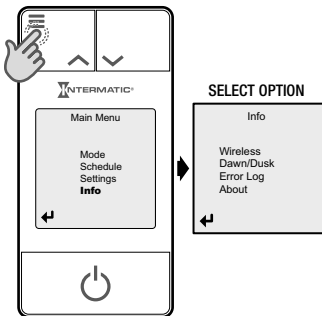 INTERMATIC®
Main Menu
Mode
Schedule
Settings
Info
SELECT OPTION
Info
Wireless
Dawn/Dusk
Error Log
About